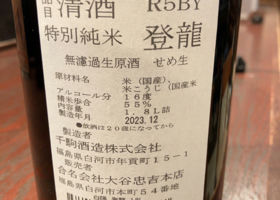 品目 清酒 R5BY
特別純米 登龍
無濾過生原酒 せめ生
原材料名 米（国産）、
米こうじ（国産米）
アルコール分 16度
精米歩合 55％
内容量 1.8L詰
製造年月 2023.12
●飲酒は20歳になってから
製造者
千駒酒造株式会社
福島県白河市年貢町15-1
販売者
合名会社大谷忠吉本店
福島県白河市本町54番地